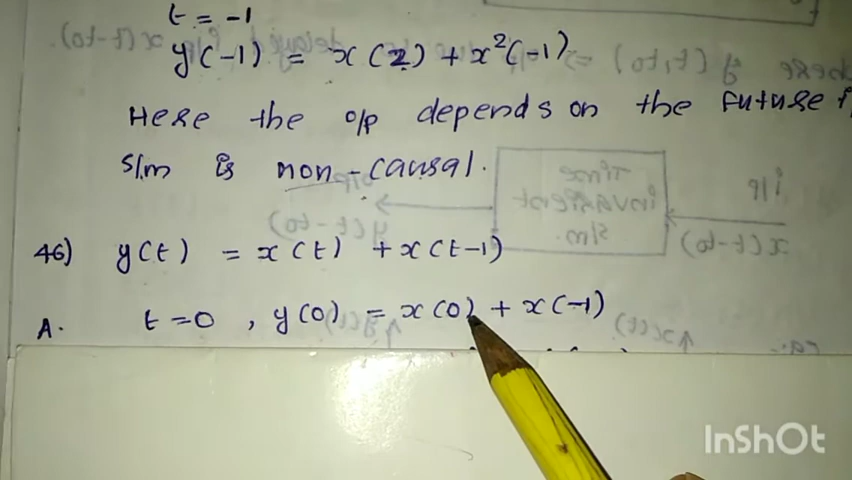 t = -1
y(-1) = x(2) + x²(-1)
Here the o/p depends on the future
s/m is non-causal.
46) y(t) = x(t) + x(t-1)
A. t=0, y(0) = x(0) + x(-1)
InShOt